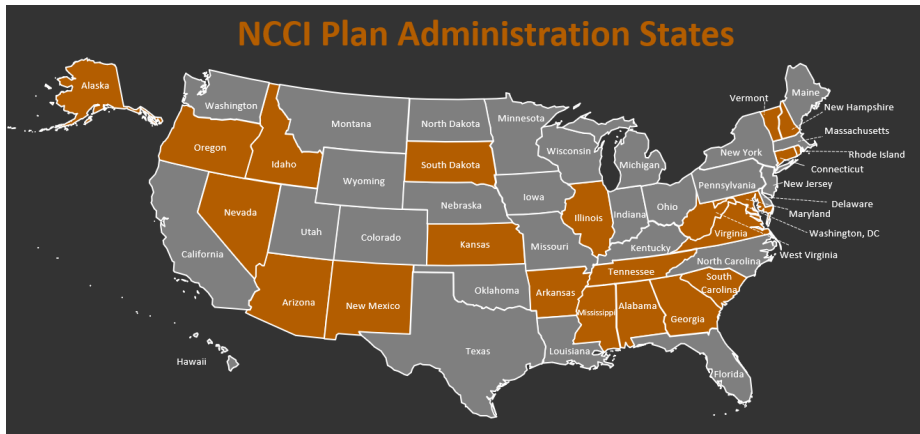 NCCI Plan Administration States
Alaska
Washington
Montana
North Dakota
Minnesota
Maine
Vermont
New Hampshire
Massachusetts
Oregon
Idaho
South Dakota
Wisconsin
Michigan
New York
Rhode Island
Connecticut
Wyoming
Pennsylvania
New Jersey
Nevada
Nebraska
Iowa
Illinois
Indiana
Ohio
Delaware
Maryland
Utah
Colorado
Kansas
Missouri
Kentucky
Virginia
Washington, DC
West Virginia
California
North Carolina
Tennessee
South
Carolina
Arizona
New Mexico
Oklahoma
Arkansas
Mississippi
Alabama
Georgia
Hawaii
Texas
Louisiana
Florida